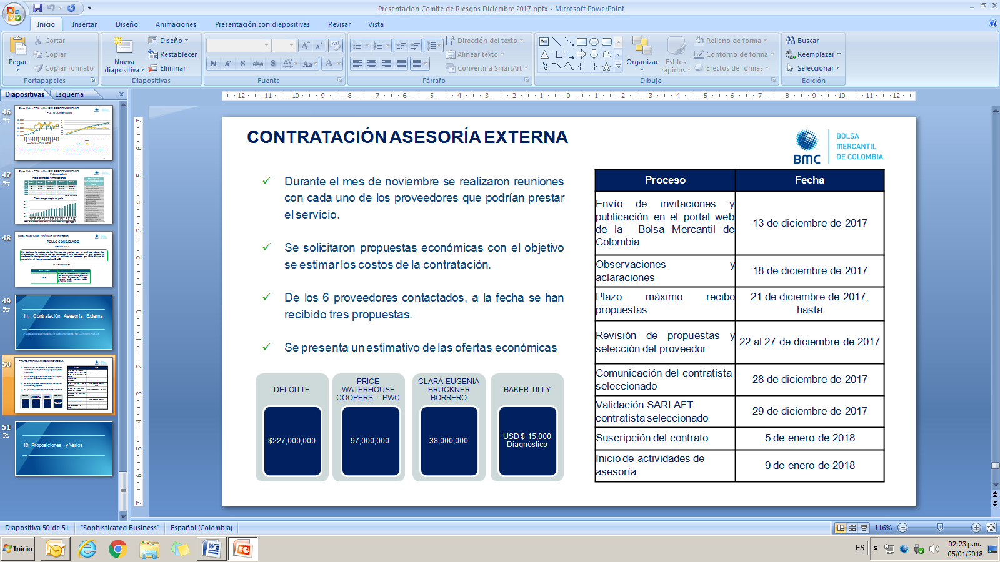 Presentacion Comite de Riesgos Diciembre 2017.pptx - Microsoft PowerPoint
Inicio Insertar Diseño Animaciones Presentación con diapositivas Revisar Vista
Pegar
Cortar
Copiar
Copiar formato
Portapapeles
Nueva
diapositiva
Diseño
Restablecer
Eliminar
Diapositivas
Fuente
Dirección del texto
Alinear texto
Convertir a SmartArt
Párrafo
Organizar
Estilos
rápidos
Relleno de forma
Contorno de forma
Efectos de formas
Dibujo
Buscar
Reemplazar
Seleccionar
Edición
Diapositivas Esquema
46
POLLO CONGELADO
47
48
POLLO CONGELADO
49
11. Contratación Asesoría Externa
50
CONTRATACIÓN ASESORÍA EXTERNA
51
10. Proposiciones y Varios
CONTRATACIÓN ASESORÍA EXTERNA
BMC
BOLSA
MERCANTIL
DE COLOMBIA
Durante el mes de noviembre se realizaron reuniones
con cada uno de los proveedores que podrían prestar
el servicio.
Se solicitaron propuestas económicas con el objetivo
se estimar los costos de la contratación.
De los 6 proveedores contactados, a la fecha se han
recibido tres propuestas.
Se presenta un estimativo de las ofertas económicas
DELOITTE
$227,000,000
PRICE
WATERHOUSE
COOPERS – PWC
97,000,000
CLARA EUGENIA
BRUCKNER
BORRERO
38,000,000
BAKER TILLY
USD $ 15,000
Diagnóstico
Proceso Fecha
Envío de invitaciones y
publicación en el portal web
de la Bolsa Mercantil de
Colombia
13 de diciembre de 2017
Observaciones y
aclaraciones
18 de diciembre de 2017
Plazo máximo recibo
propuestas
21 de diciembre de 2017,
hasta
Revisión de propuestas y
selección del proveedor
22 al 27 de diciembre de 2017
Comunicación del contratista
seleccionado
28 de diciembre de 2017
Validación SARLAFT
contratista seleccionado
29 de diciembre de 2017
Suscripción del contrato
5 de enero de 2018
Inicio de actividades de
asesoría
9 de enero de 2018
Diapositiva 50 de 51 "Sophisticated Business" Español (Colombia)
116%
Inicio
ES
02:23 p.m.
05/01/2018